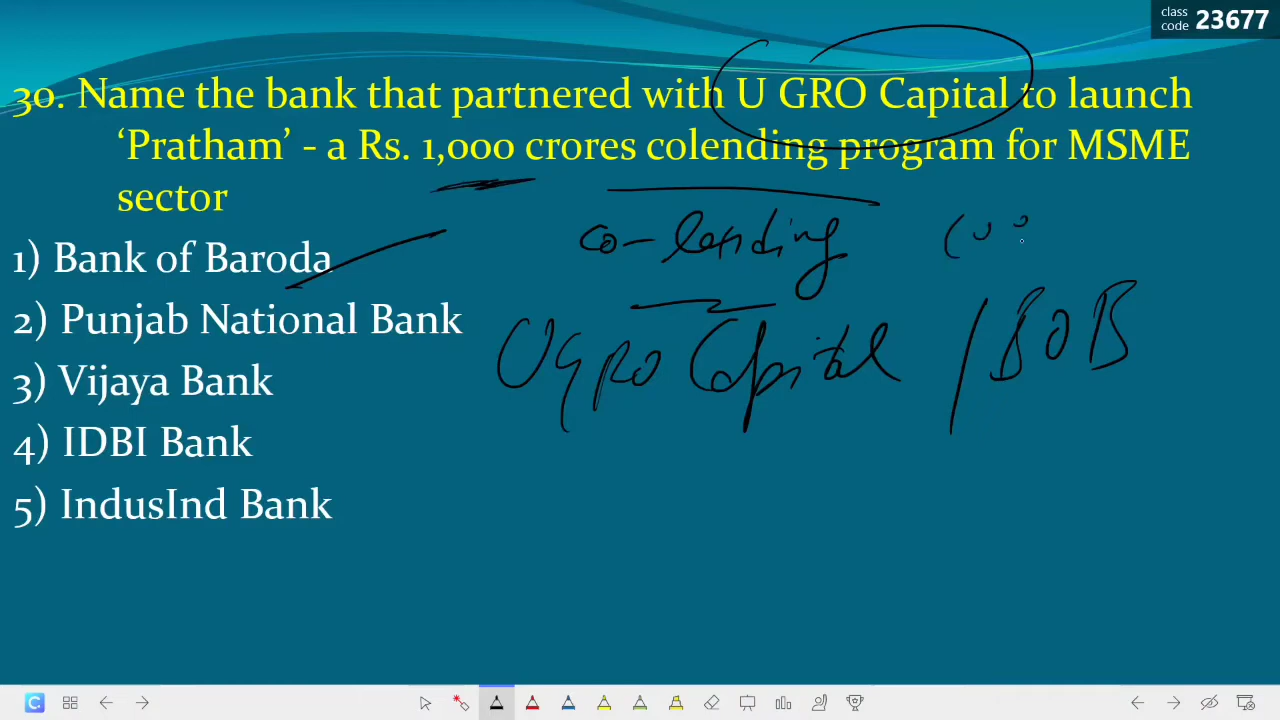 class
code 23677
30. Name the bank that partnered with U GRO Capital to launch
‘Pratham’ - a Rs. 1,000 crores colending program for MSME
sector
1) Bank of Baroda
2) Punjab National Bank
3) Vijaya Bank
4) IDBI Bank
5) IndusInd Bank
co-lending
UGRO Capital / BOB